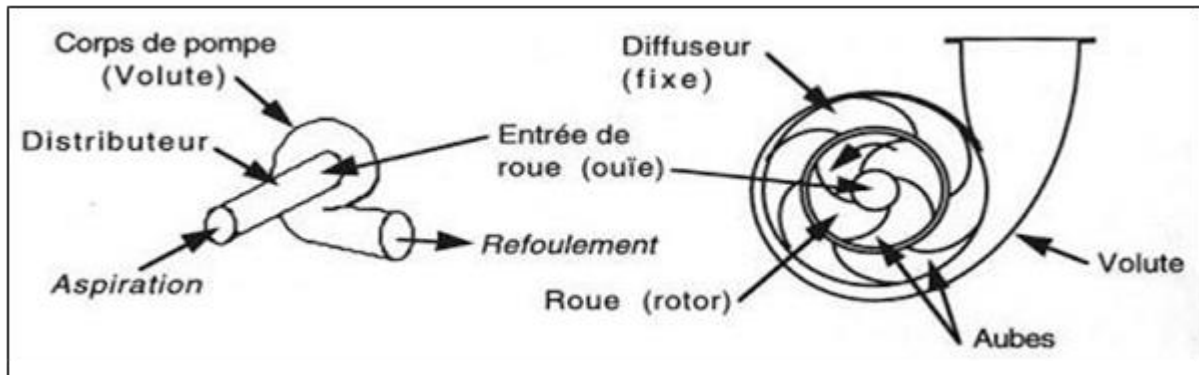 Corps de pompe
(Volute)
Distributeur
Aspiration
Refoulement
Entrée de
roue (ouïe)
Diffuseur
(fixe)
Roue (rotor)
Volute
Aubes